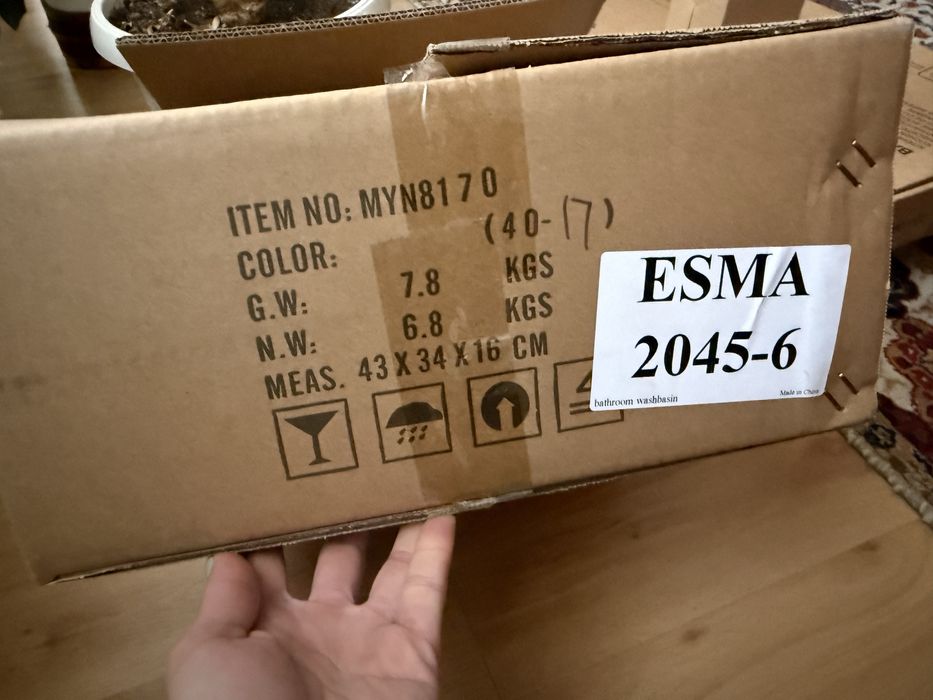 ITEM NO: MYN8170
(40-17)
COLOR:
G.W: 7.8 KGS
N.W: 6.8 KGS
MEAS. 43 X 34 X 16 CM
ESMA
2045-6
bathroom washbasin
Made in China